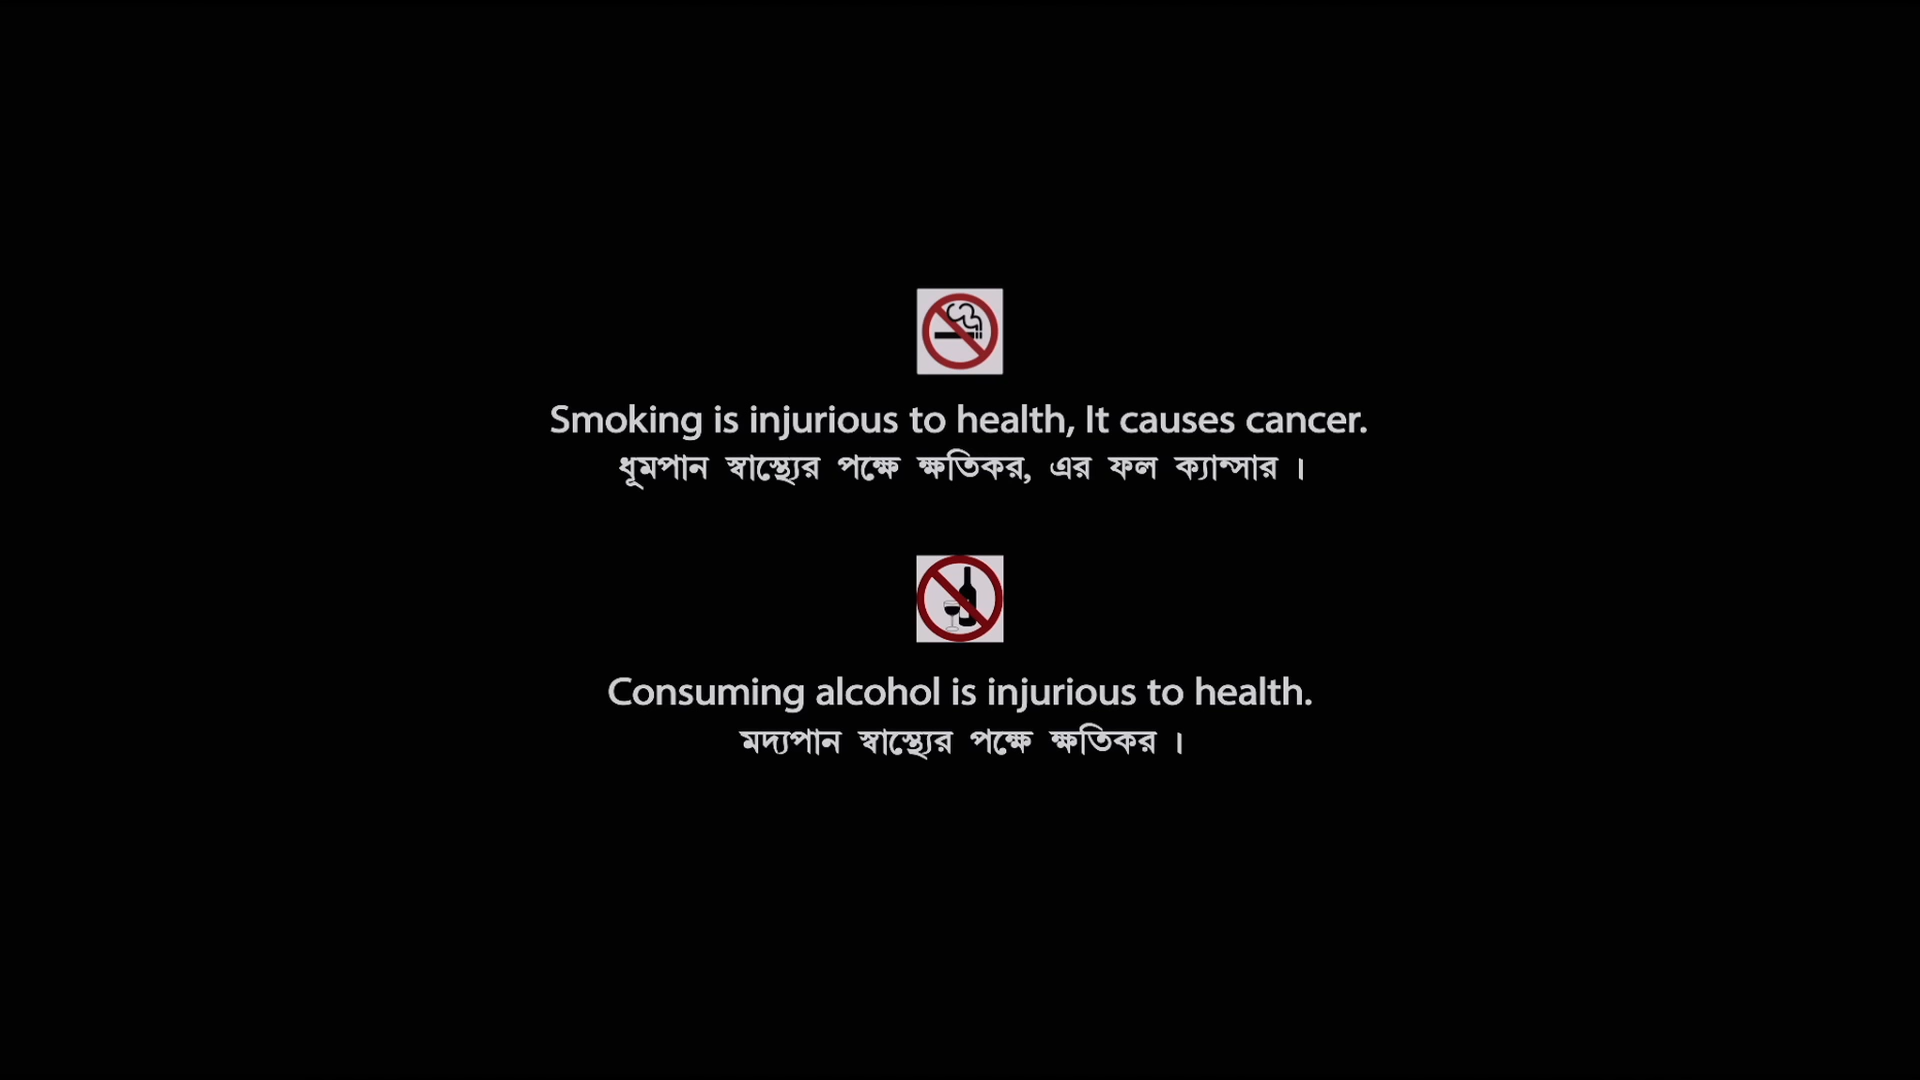 Smoking is injurious to health, It causes cancer.
ধূমপান স্বাস্থ্যের পক্ষে ক্ষতিকর, এর ফল ক্যান্সার ।
Consuming alcohol is injurious to health.
মদ্যপান স্বাস্থ্যের পক্ষে ক্ষতিকর ।